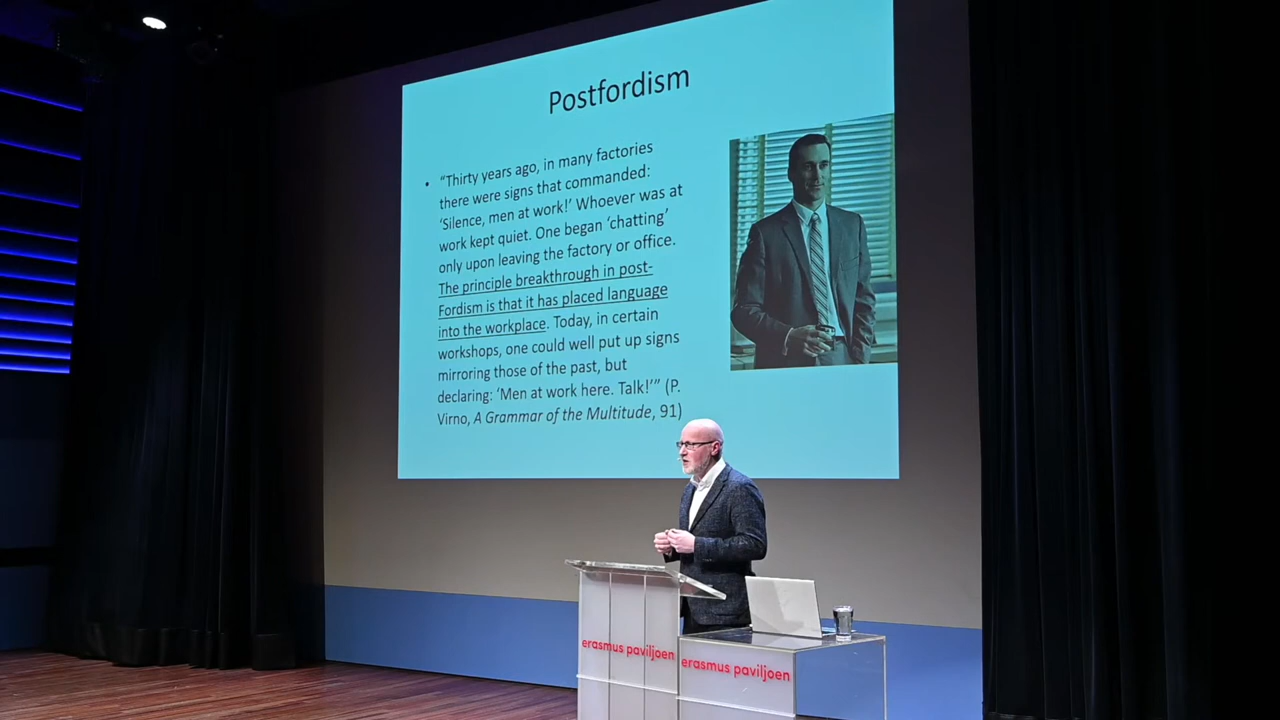 Postfordism
• “Thirty years ago, in many factories
there were signs that commanded:
‘Silence, men at work!’ Whoever was at
work kept quiet. One began ‘chatting’
only upon leaving the factory or office.
The principle breakthrough in post-
Fordism is that it has placed language
into the workplace. Today, in certain
workshops, one could well put up signs
mirroring those of the past, but
declaring: ‘Men at work here. Talk!’” (P.
Virno, A Grammar of the Multitude, 91)
erasmus paviljoen
erasmus paviljoen